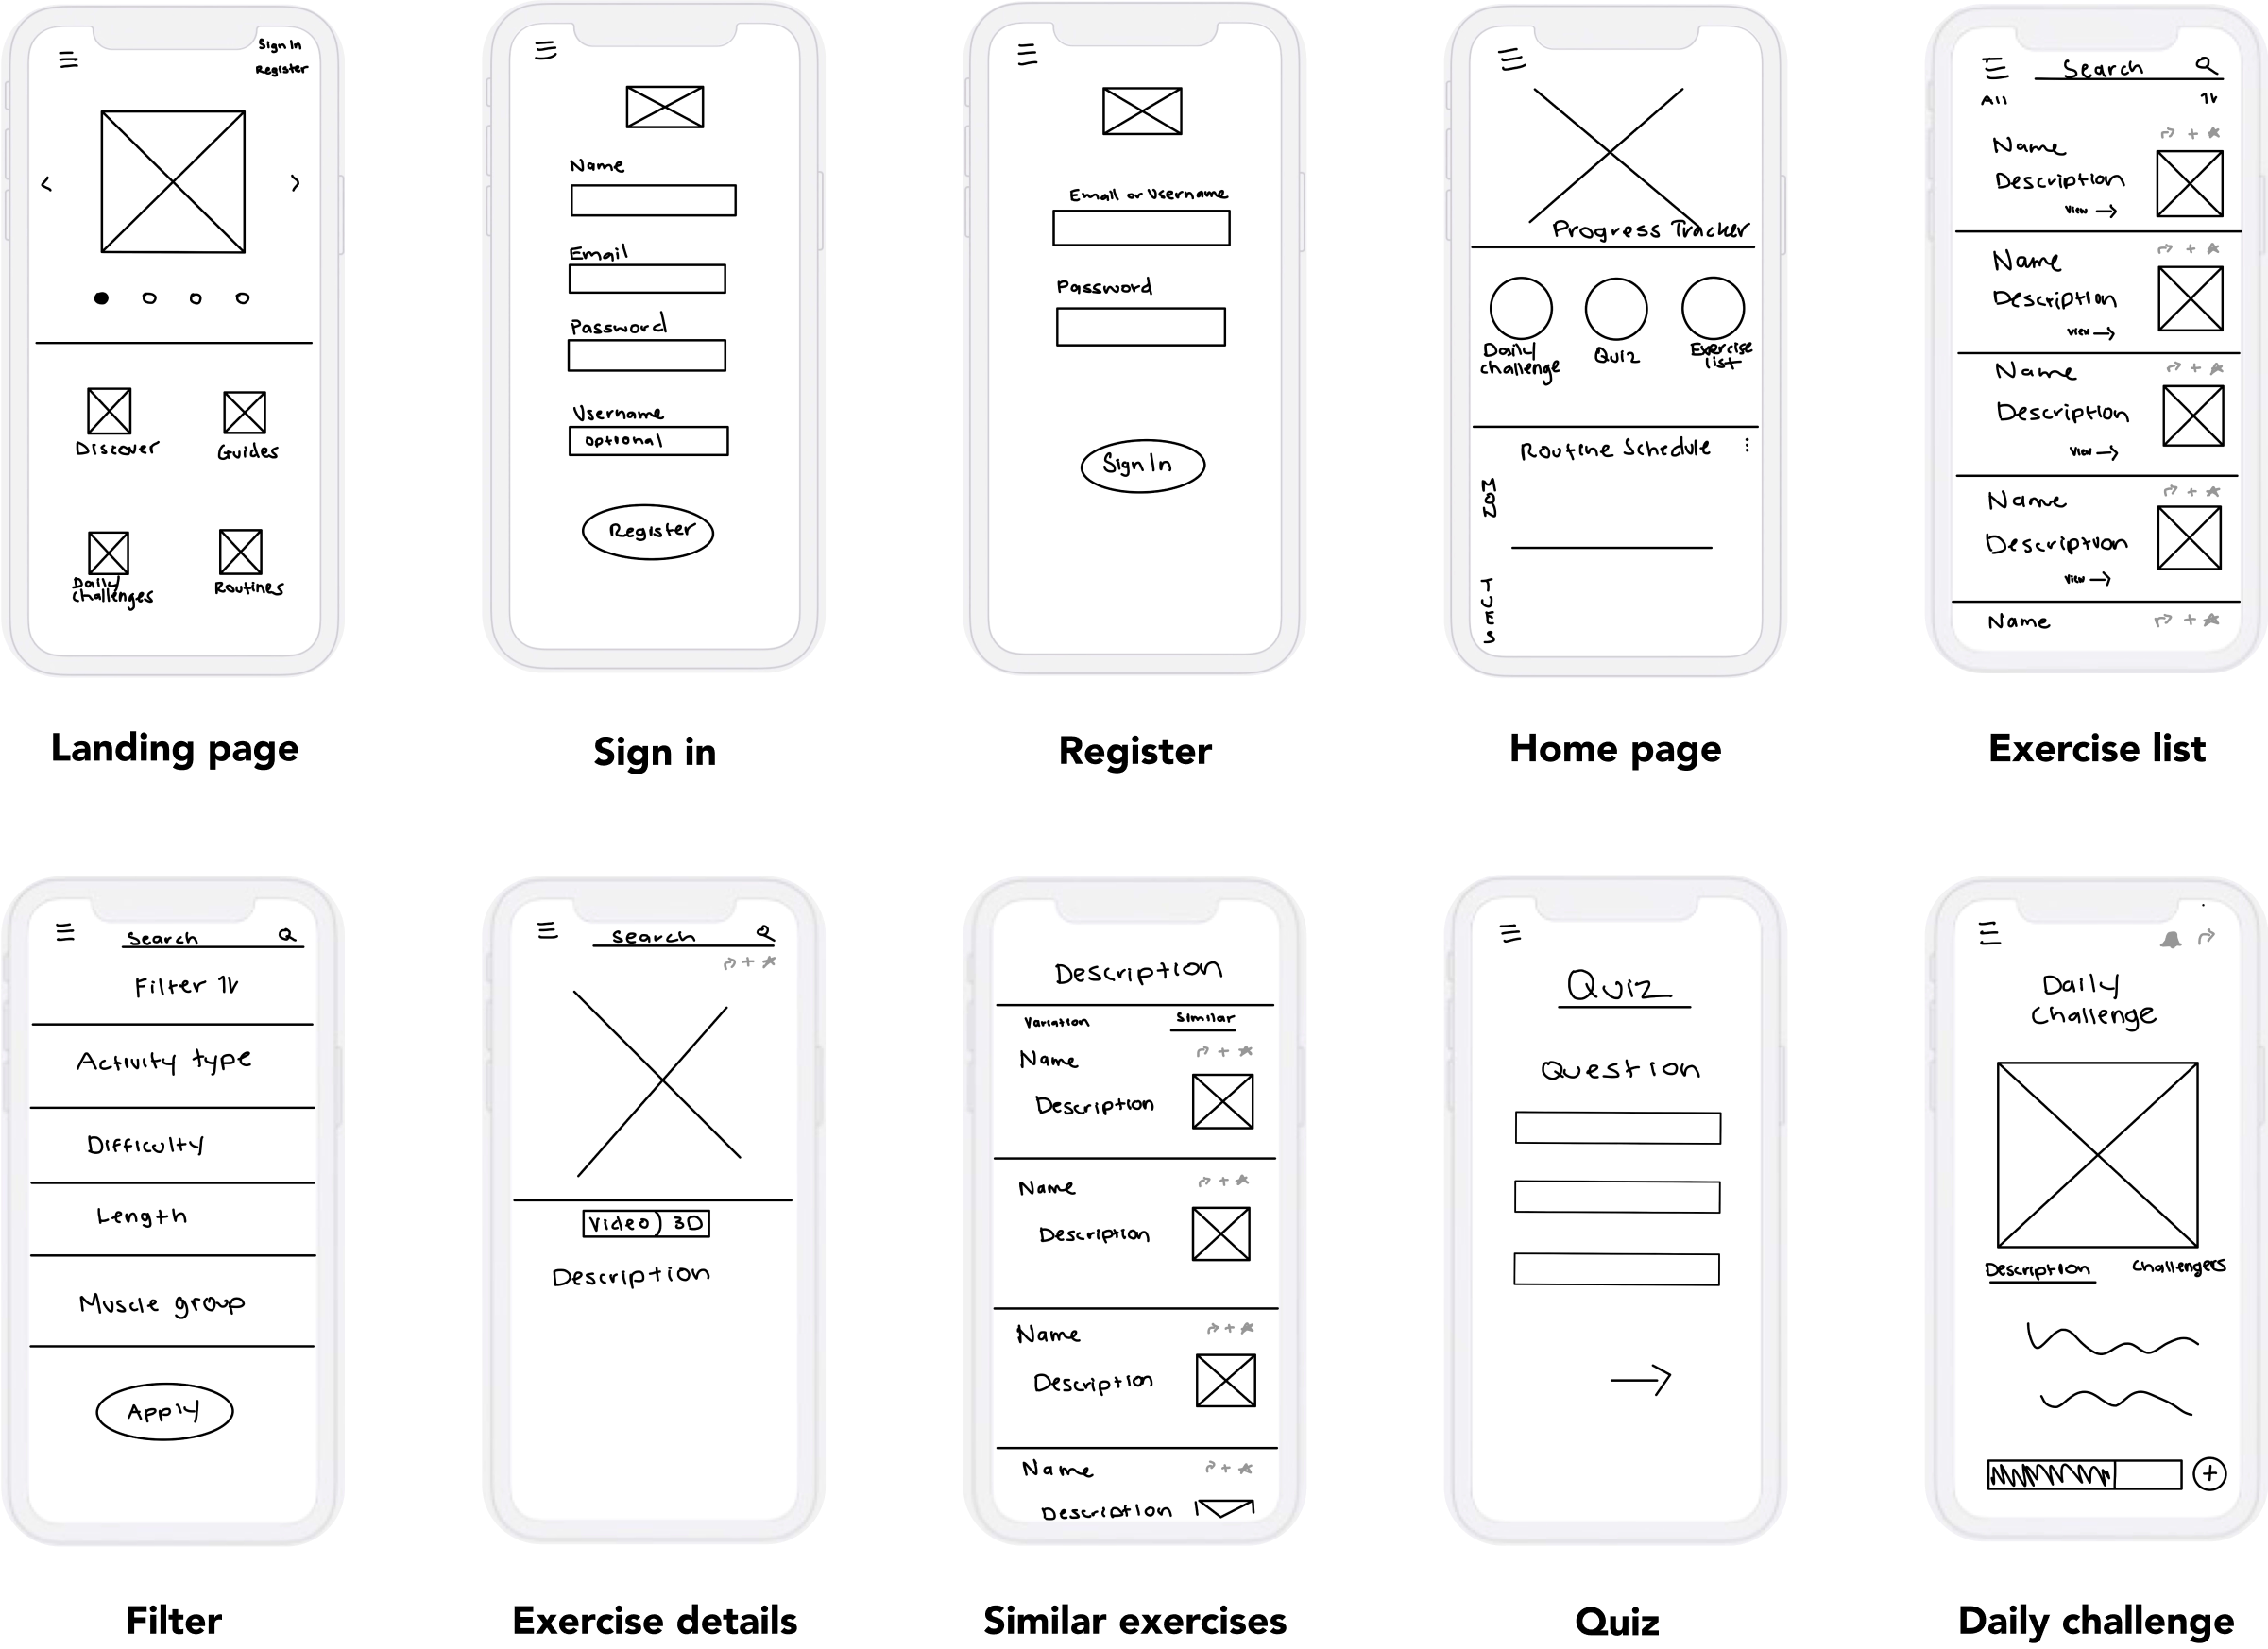 Sign In
Register
Discover
Guides
Daily
Challenges
Routines
Landing page
Name
Email
Password
Username
optional
Register
Sign in
Email or Username
Password
Sign In
Register
Progress Tracker
Daily
challenge
Quiz
Exercise
list
Routine Schedule
MON
TUES
Home page
Search
All
Name
Description
View →
Name
Description
View →
Name
Description
View →
Name
Description
View →
Name
Exercise list
Search
Filter ↑↓
Activity type
Difficulty
Length
Muscle group
Apply
Filter
Search
Video 3D
Description
Exercise details
Description
Variation Similar
Name
Description
Name
Description
Name
Description
Name
Description
Similar exercises
Quiz
Question
Quiz
Daily
Challenge
Description Challengers
Daily challenge